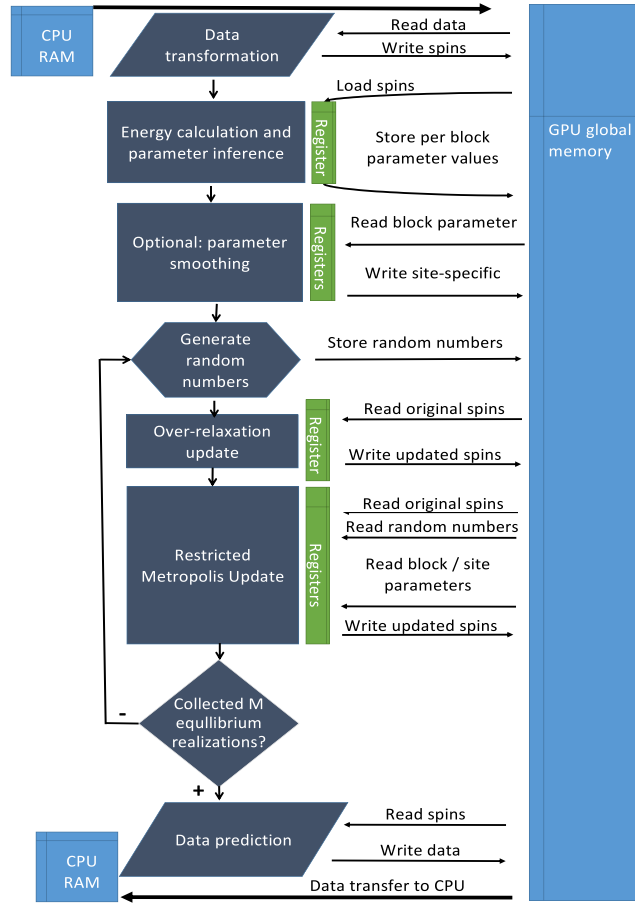 CPU
RAM
Data
transformation
Read data
Write spins
Load spins
GPU global
memory
Energy calculation and
parameter inference
Register
Store per block
parameter values
Optional: parameter
smoothing
Registers
Read block parameter
Write site-specific
Generate
random
numbers
Store random numbers
Over-relaxation
update
Register
Read original spins
Write updated spins
Restricted
Metropolis Update
Registers
Read original spins
Read random numbers
Read block / site
parameters
Write updated spins
Collected M
equllibrium
realizations?
-
+
Data prediction
Read spins
Write data
CPU
RAM
Data transfer to CPU